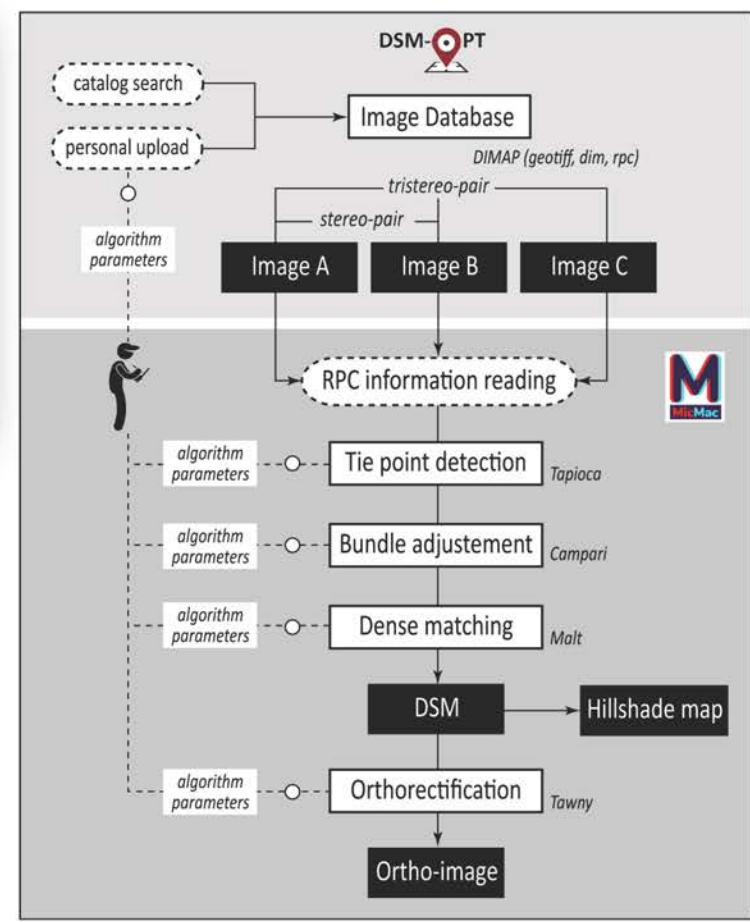 DSM-OPT
catalog search
Image Database
personal upload
DIMAP (geotiff, dim, rpc)
tristereo-pair
stereo-pair
algorithm
parameters
Image A
Image B
Image C
RPC information reading
M
MicMac
algorithm
parameters
Tie point detection
Tapioca
algorithm
parameters
Bundle adjustement
Campari
algorithm
parameters
Dense matching
Malt
DSM
Hillshade map
algorithm
parameters
Orthorectification
Tawny
Ortho-image